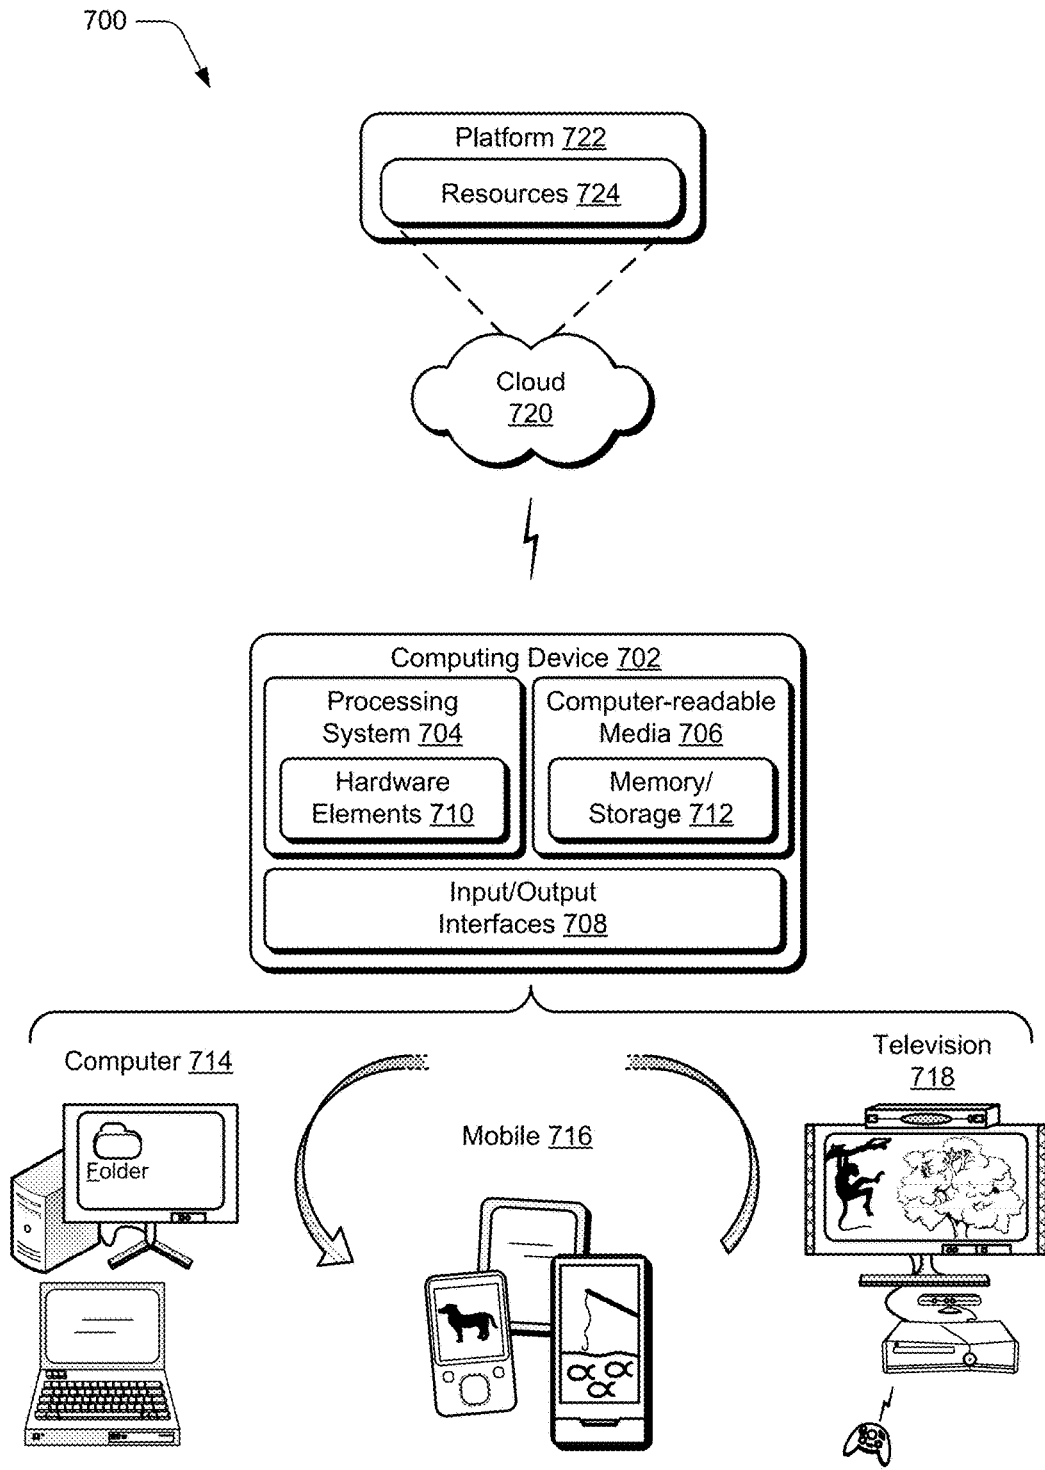 700
Platform 722
Resources 724
Cloud
720
Computing Device 702
Processing
System 704
Hardware
Elements 710
Computer-readable
Media 706
Memory/
Storage 712
Input/Output
Interfaces 708
Computer 714
Folder
Mobile 716
Television
718